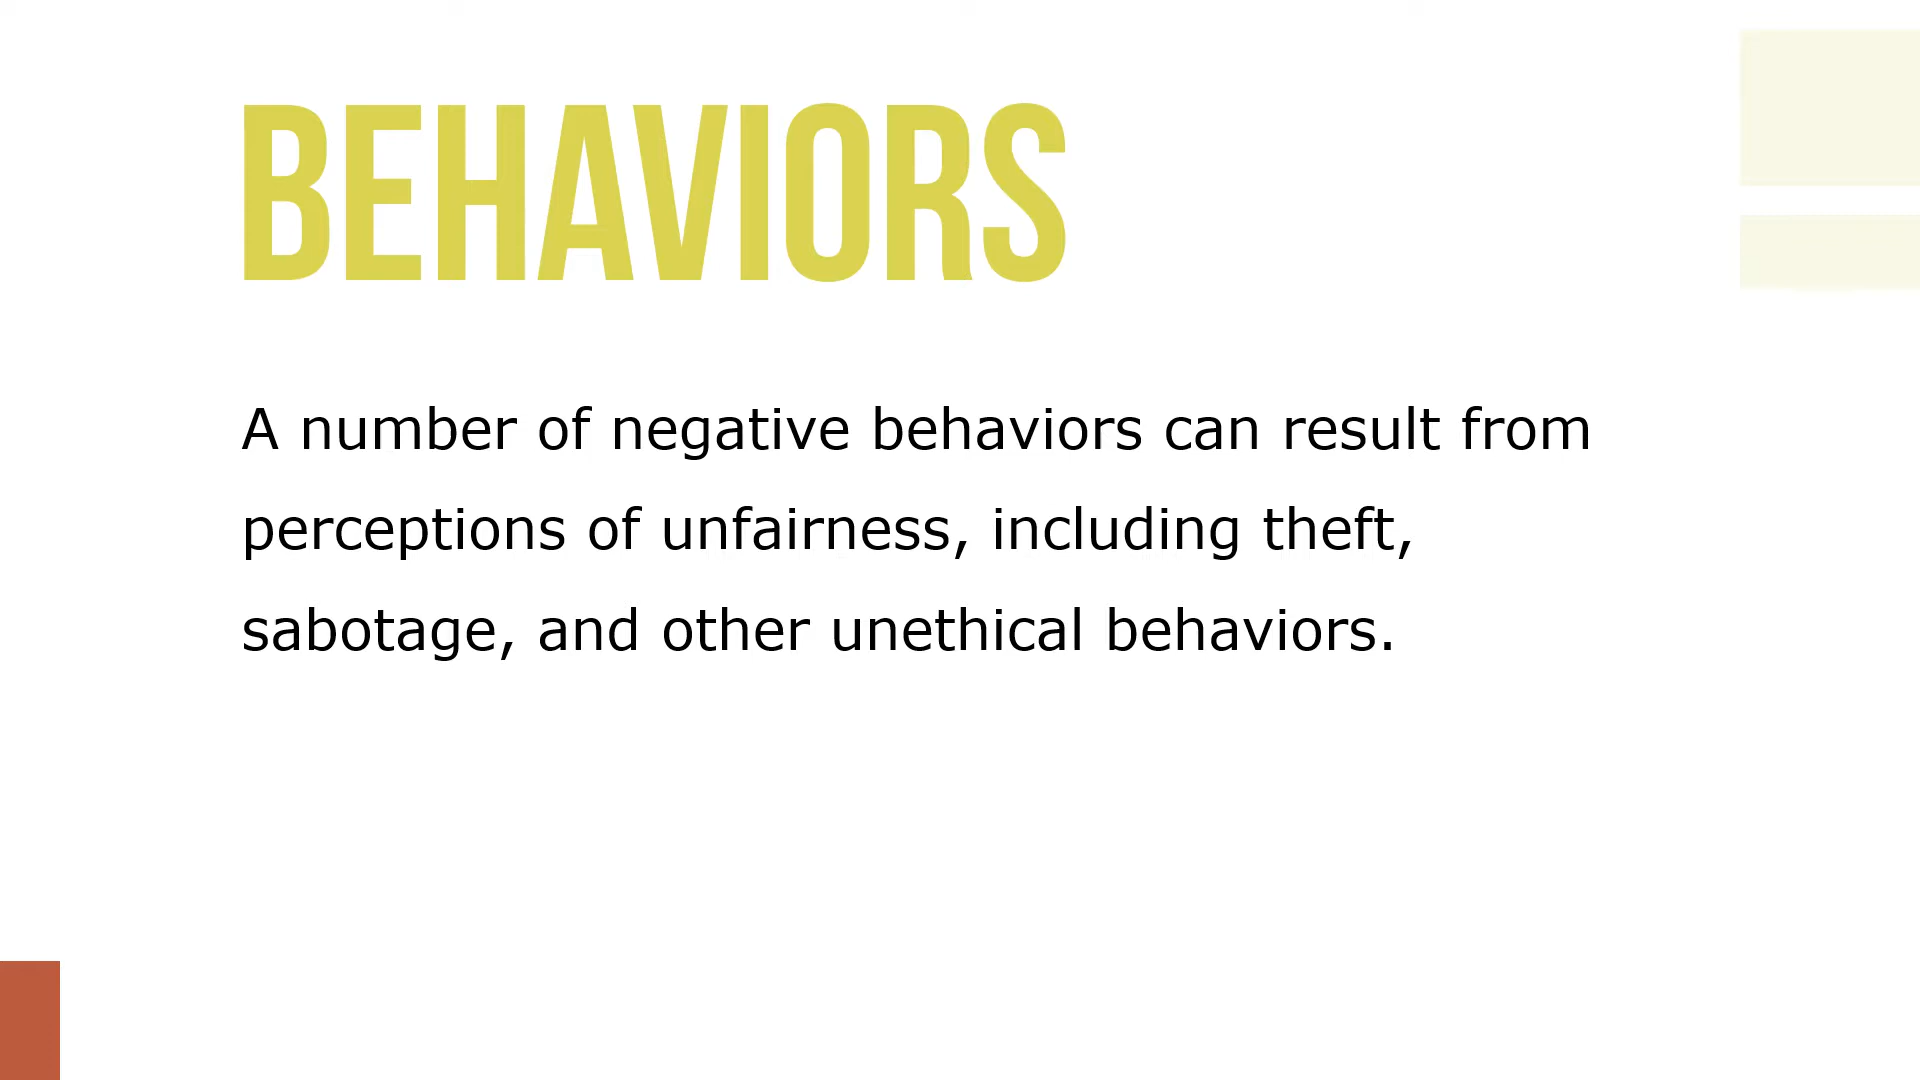 BEHAVIORS
A number of negative behaviors can result from
perceptions of unfairness, including theft,
sabotage, and other unethical behaviors.